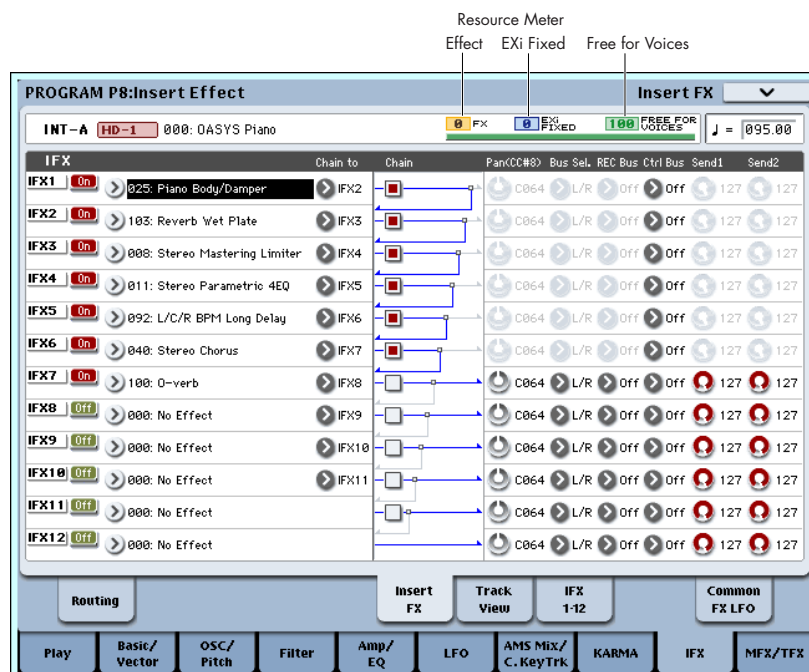 Resource Meter
Effect EXi Fixed Free for Voices
PROGRAM P8:Insert Effect Insert FX
INT-A HD-1 000: OASYS Piano 0 FX 0 EXi FIXED 100 FREE FOR VOICES ♩ = 095.00
IFX Chain to Chain Pan(CC#8) Bus Sel. REC Bus Ctrl Bus Send1 Send2
IFX1 On 025: Piano Body/Damper IFX2 C064 L/R Off Off 127 127
IFX2 On 103: Reverb Wet Plate IFX3 C064 L/R Off Off 127 127
IFX3 On 008: Stereo Mastering Limiter IFX4 C064 L/R Off Off 127 127
IFX4 On 011: Stereo Parametric 4EQ IFX5 C064 L/R Off Off 127 127
IFX5 On 092: L/C/R BPM Long Delay IFX6 C064 L/R Off Off 127 127
IFX6 On 040: Stereo Chorus IFX7 C064 L/R Off Off 127 127
IFX7 On 100: O-verb IFX8 C064 L/R Off Off 127 127
IFX8 Off 000: No Effect IFX9 C064 L/R Off Off 127 127
IFX9 Off 000: No Effect IFX10 C064 L/R Off Off 127 127
IFX10 Off 000: No Effect IFX11 C064 L/R Off Off 127 127
IFX11 Off 000: No Effect C064 L/R Off Off 127 127
IFX12 Off 000: No Effect C064 L/R Off Off 127 127
Routing Insert FX Track View IFX 1-12 Common FX LFO
Play Basic/Vector OSC/Pitch Filter Amp/EQ LFO AMS Mix/C.KeyTrk KARMA IFX MFX/TFX